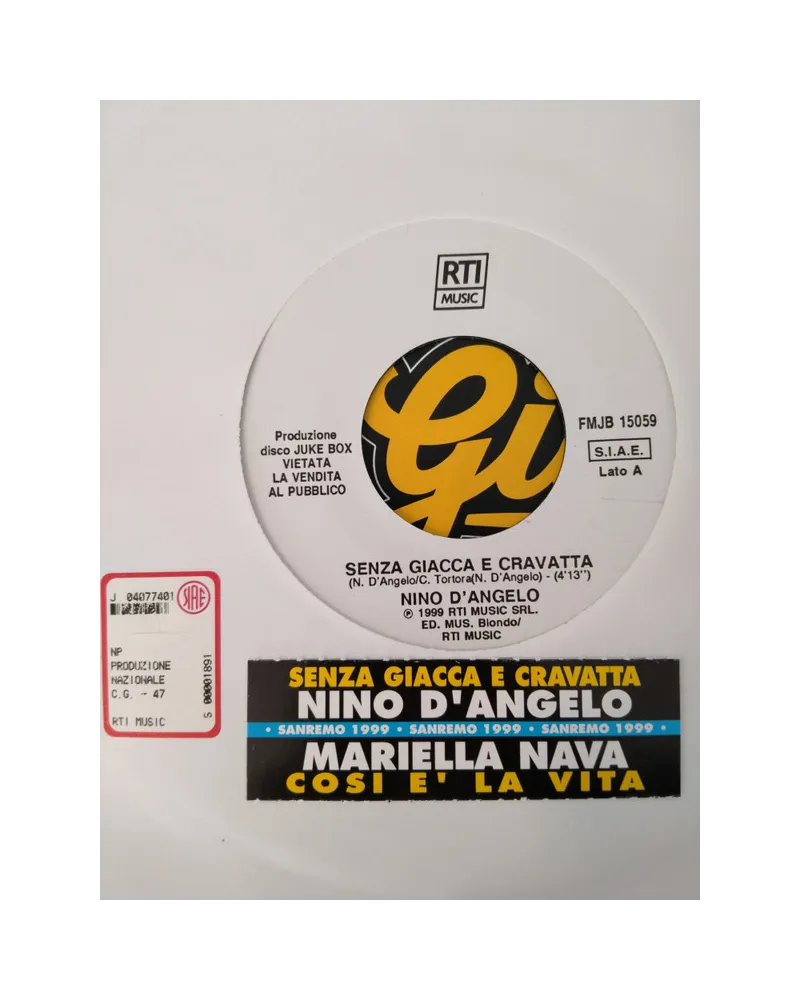 RTI
MUSIC
Gi
Produzione
disco JUKE BOX
VIETATA
LA VENDITA
AL PUBBLICO
FMJB 15059
S.I.A.E.
Lato A
SENZA GIACCA E CRAVATTA
(N. D'Angelo/C. Tortora(N. D'Angelo) - (4'13'')
NINO D'ANGELO
℗ 1999 RTI MUSIC SRL.
ED. MUS. Biondo/
RTI MUSIC
J 04077401
SIAE
NP
PRODUZIONE
NAZIONALE
C.G. - 47
RTI MUSIC
S 00001891
SENZA GIACCA E CRAVATTA
NINO D'ANGELO
• SANREMO 1999 • SANREMO 1999 • SANREMO 1999 •
MARIELLA NAVA
COSI E' LA VITA